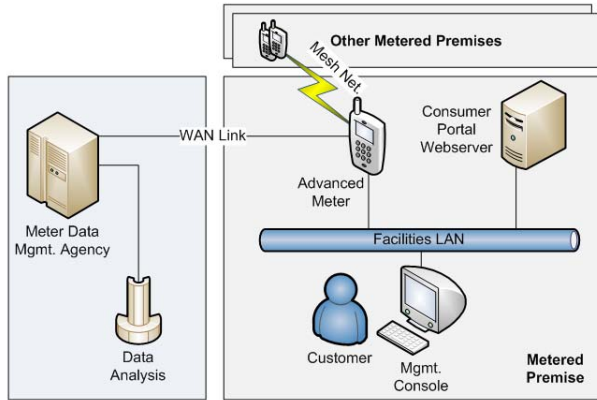 Other Metered Premises
Mesh Net.
WAN Link
Consumer
Portal
Webserver
Advanced
Meter
Meter Data
Mgmt. Agency
Facilities LAN
Data
Analysis
Customer
Mgmt.
Console
Metered
Premise